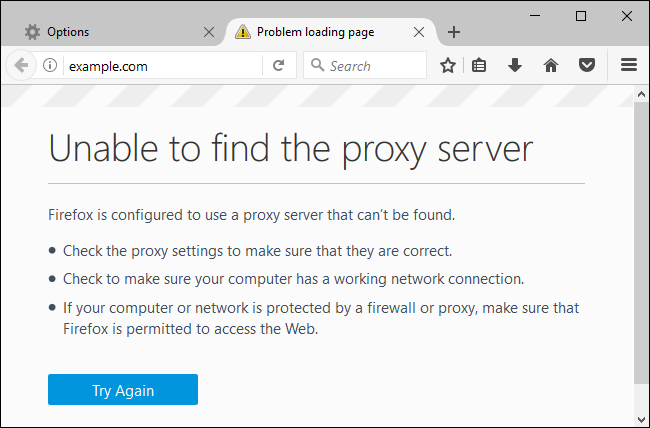 Options
Problem loading page
example.com
Search
Unable to find the proxy server
Firefox is configured to use a proxy server that can't be found.
Check the proxy settings to make sure that they are correct.
Check to make sure your computer has a working network connection.
If your computer or network is protected by a firewall or proxy, make sure that
Firefox is permitted to access the Web.
Try Again